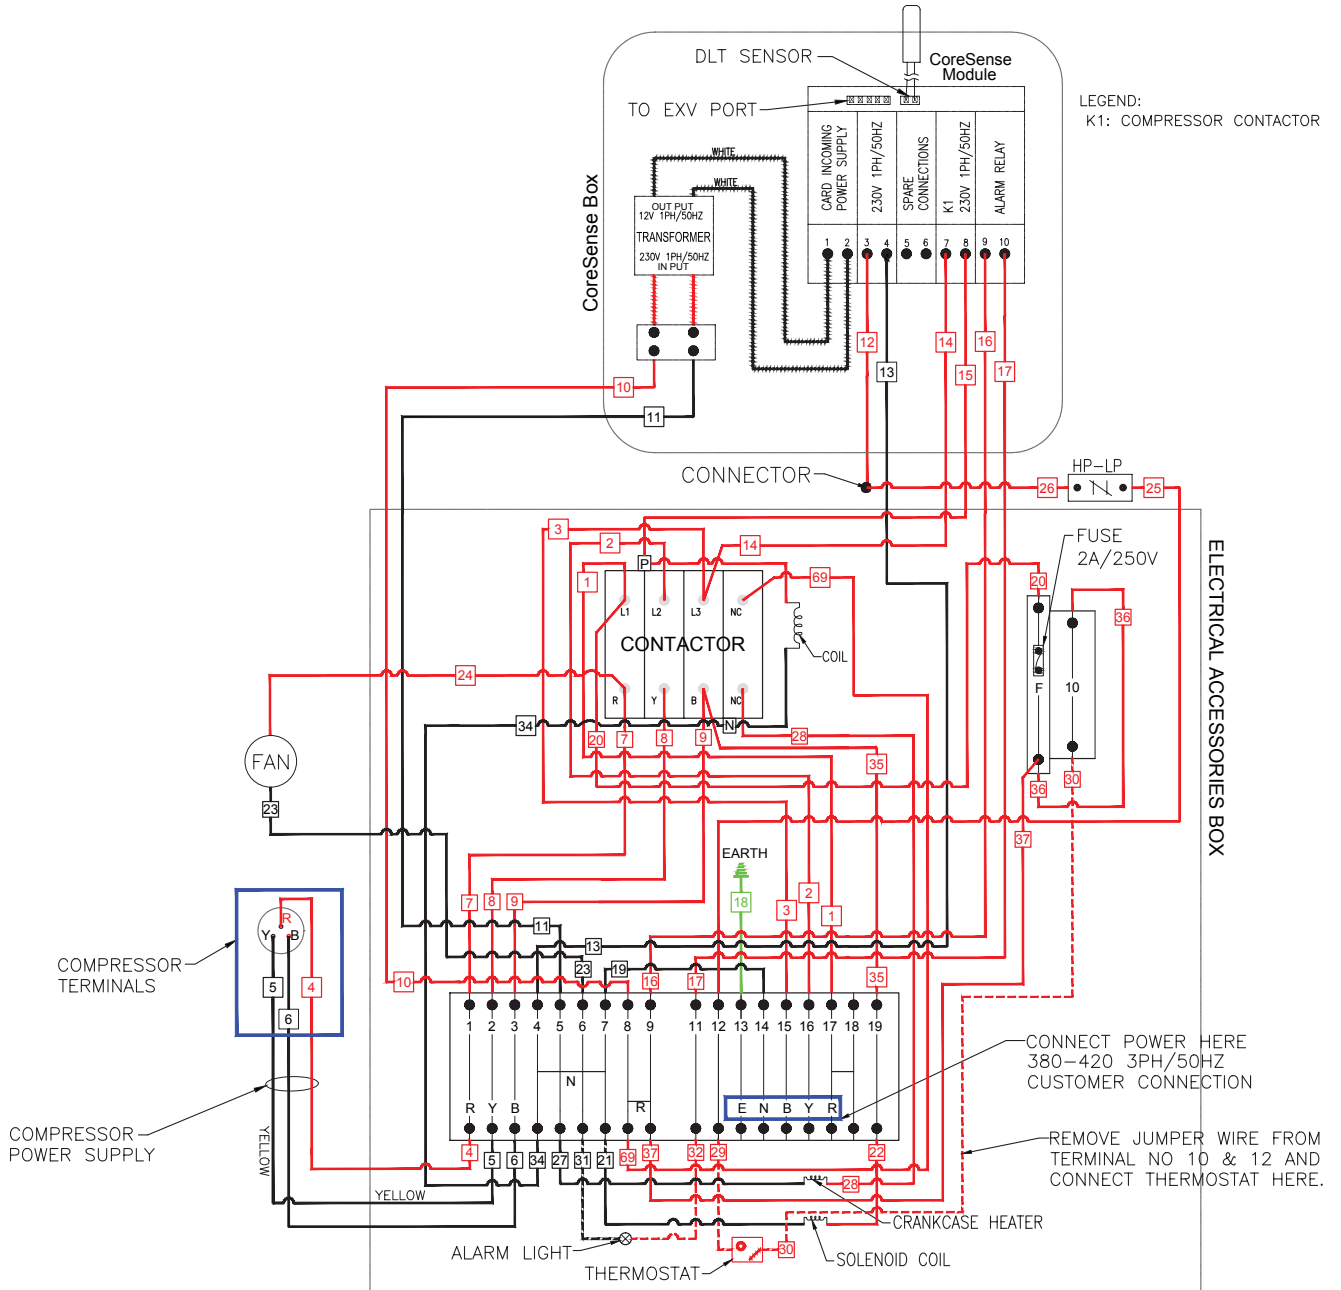 DLT SENSOR
CoreSense
Module
TO EXV PORT
LEGEND:
K1: COMPRESSOR CONTACTOR
CoreSense Box
WHITE
WHITE
OUT PUT
12V 1PH/50HZ
TRANSFORMER
230V 1PH/50HZ
IN PUT
CARD INCOMING
POWER SUPPLY
230V 1PH/50HZ
SPARE
CONNECTIONS
K1
230V 1PH/50HZ
ALARM RELAY
1 2 3 4 5 6 7 8 9 10
12 13 14 15 16 17
10
11
CONNECTOR
HP-LP
26 25
ELECTRICAL ACCESSORIES BOX
3
2
1
14
P
69
FUSE
2A/250V
20
36
L1 L2 L3 NC
CONTACTOR
COIL
24
R Y B NC
F 10
34 N
20 7 8 9 28
35
36 30
37
FAN
23
EARTH
18
7 8 9
3 2 1
11
13
23 19
10
16 17 35
COMPRESSOR
TERMINALS
R
Y B
5 4
6
1 2 3 4 5 6 7 8 9 11 12 13 14 15 16 17 18 19
N
R
R Y B
E N B Y R
CONNECT POWER HERE
380-420 3PH/50HZ
CUSTOMER CONNECTION
COMPRESSOR
POWER SUPPLY
YELLOW
YELLOW
4 5 6 34 27 31 21 69 37 32 29 22
REMOVE JUMPER WIRE FROM
TERMINAL NO 10 & 12 AND
CONNECT THERMOSTAT HERE.
28
CRANKCASE HEATER
ALARM LIGHT
THERMOSTAT
30
SOLENOID COIL